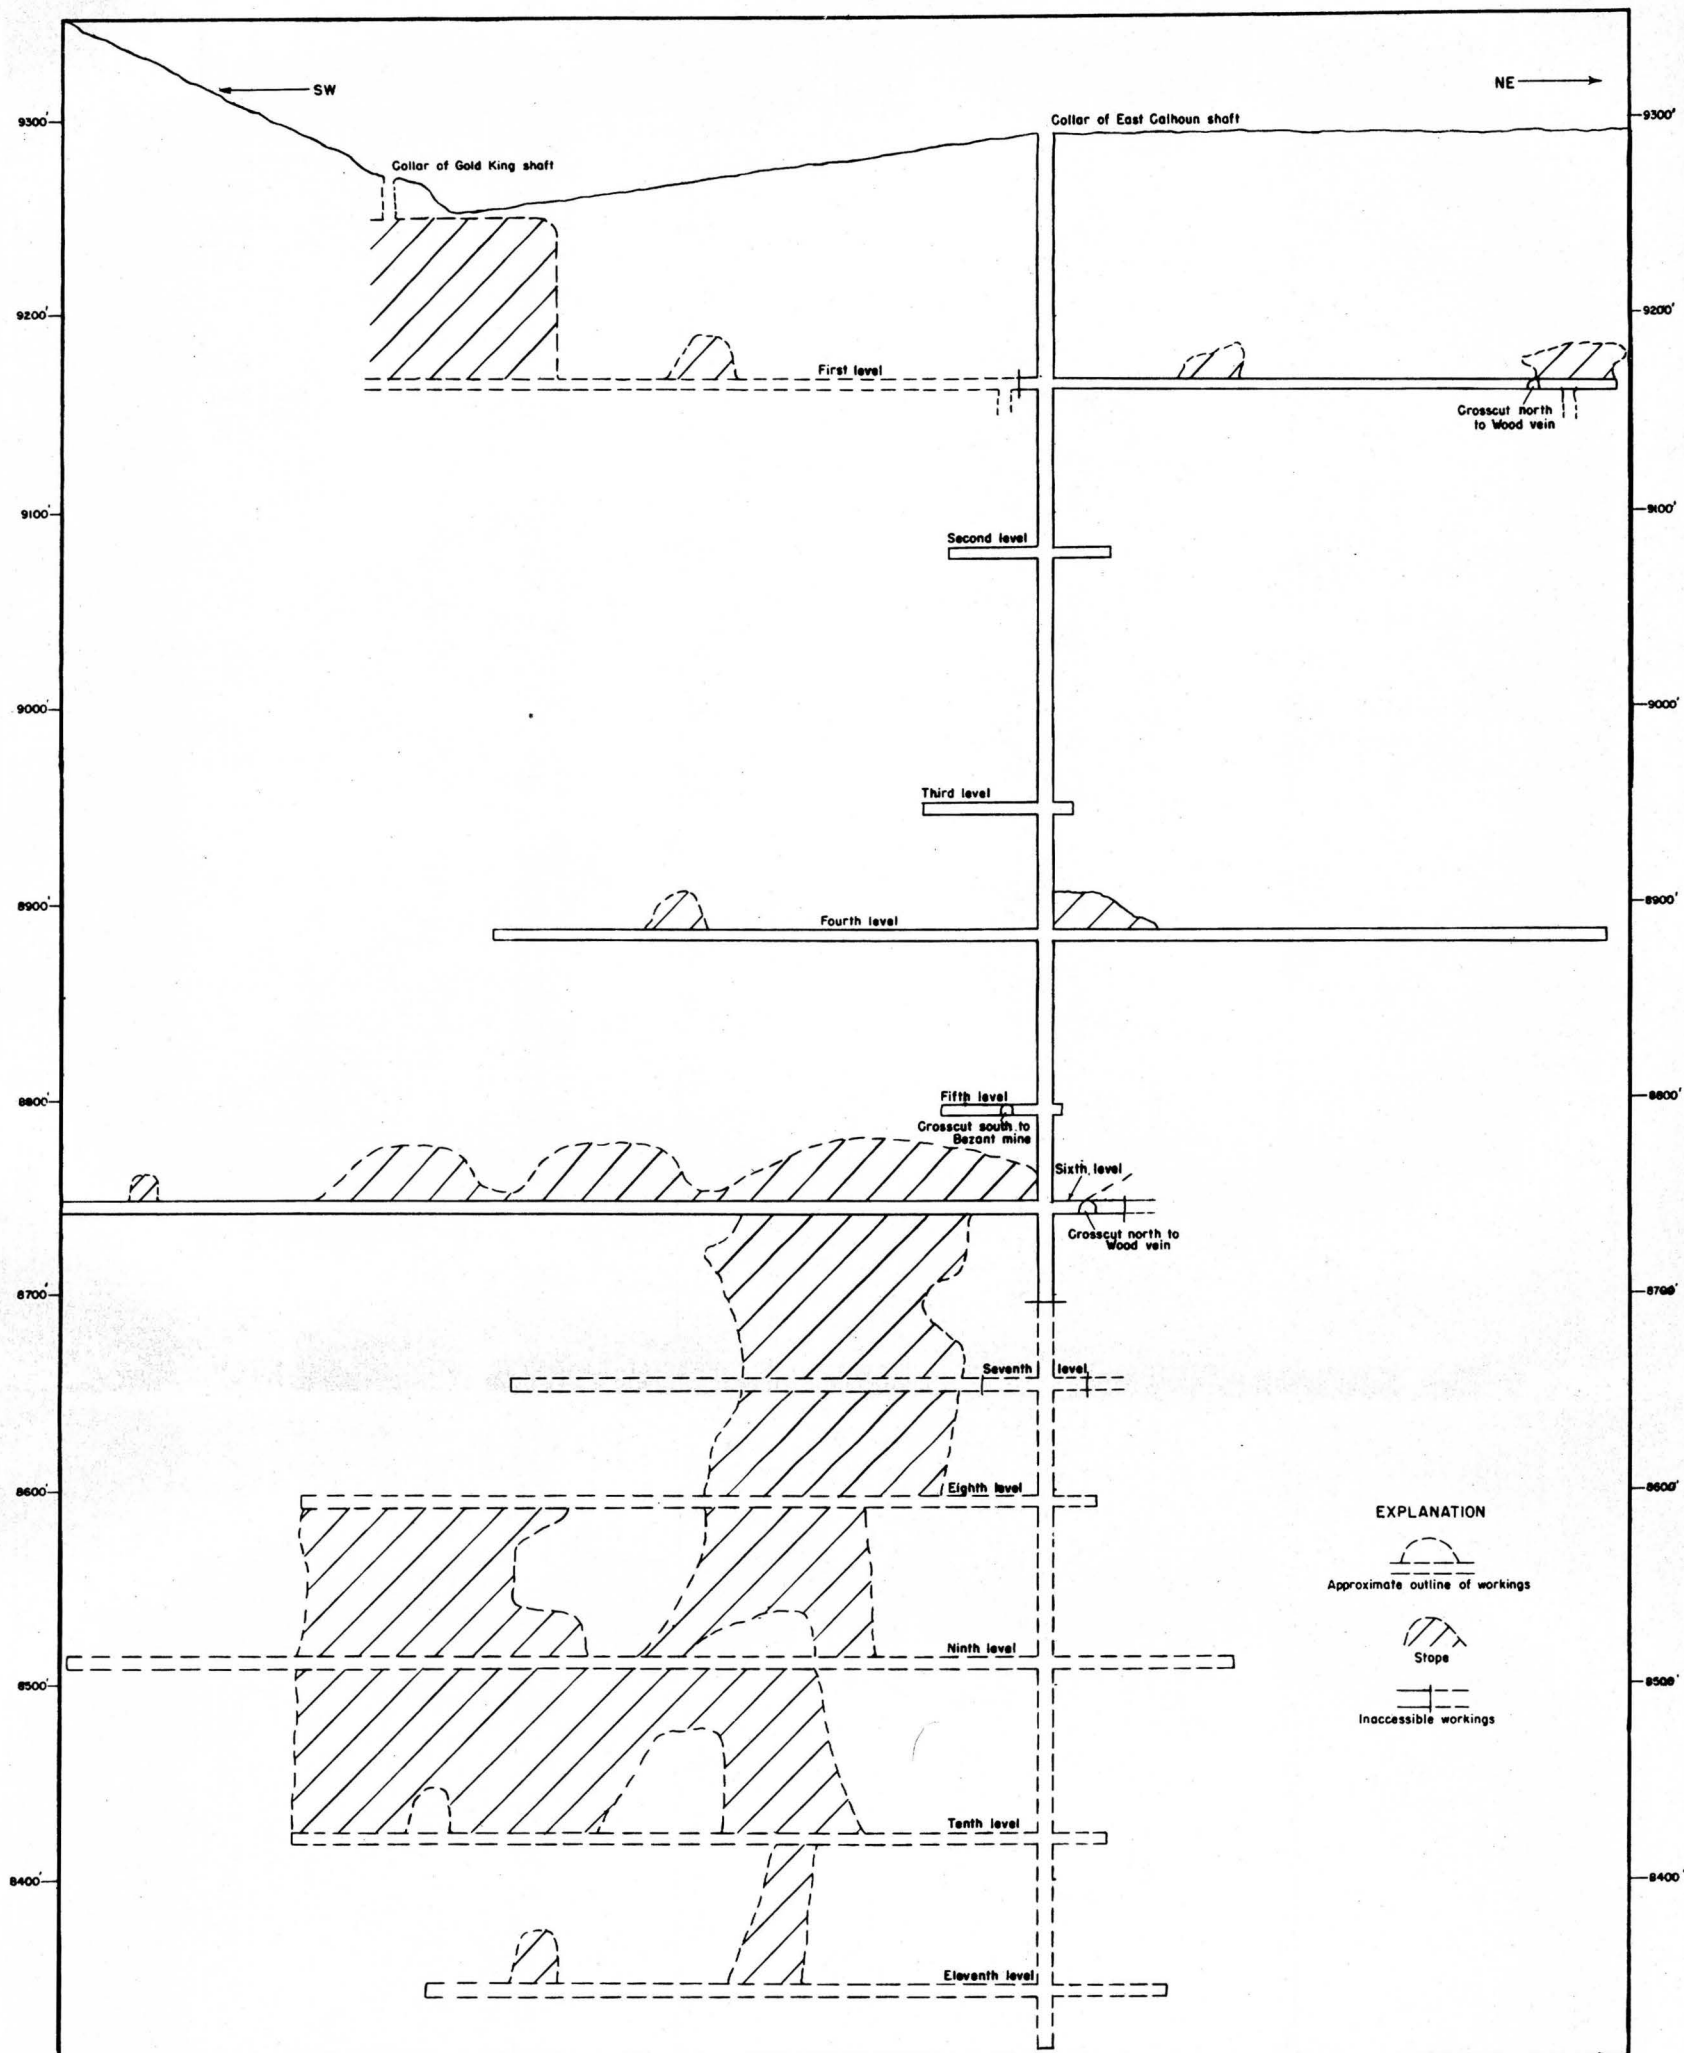 SW
NE
9300'
9300'
Collar of East Calhoun shaft
Collar of Gold King shaft
9200'
9200'
First level
Crosscut north
to Wood vein
9100'
9100'
Second level
9000'
9000'
Third level
8900'
8900'
Fourth level
8800'
8800'
Fifth level
Crosscut south to
Bezant mine
Sixth level
Crosscut north to
Wood vein
8700'
8700'
Seventh level
8600'
8600'
Eighth level
EXPLANATION
Approximate outline of workings
Stope
Inaccessible workings
Ninth level
8500'
8500'
Tenth level
8400'
8400'
Eleventh level